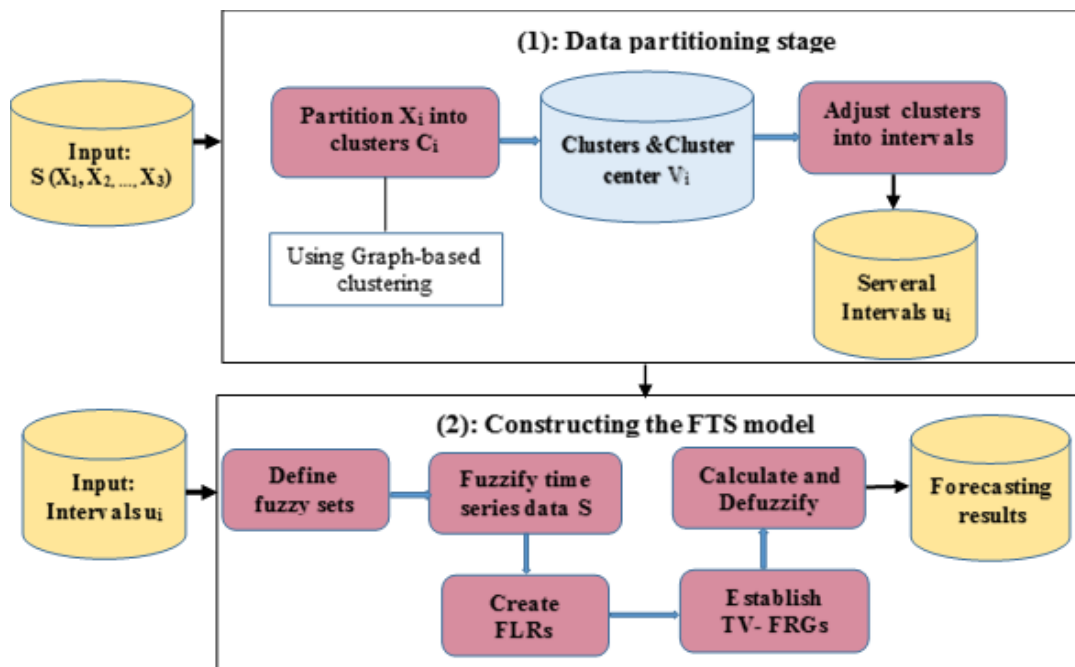 (1): Data partitioning stage
Input:
S (X₁, X₂, ..., X₃)
Partition Xᵢ into
clusters Cᵢ
Using Graph-based
clustering
Clusters &Cluster
center Vᵢ
Adjust clusters
into intervals
Serveral
Intervals uᵢ
(2): Constructing the FTS model
Input:
Intervals uᵢ
Define
fuzzy sets
Fuzzify time
series data S
Create
FLRs
Establish
TV- FRGs
Calculate and
Defuzzify
Forecasting
results